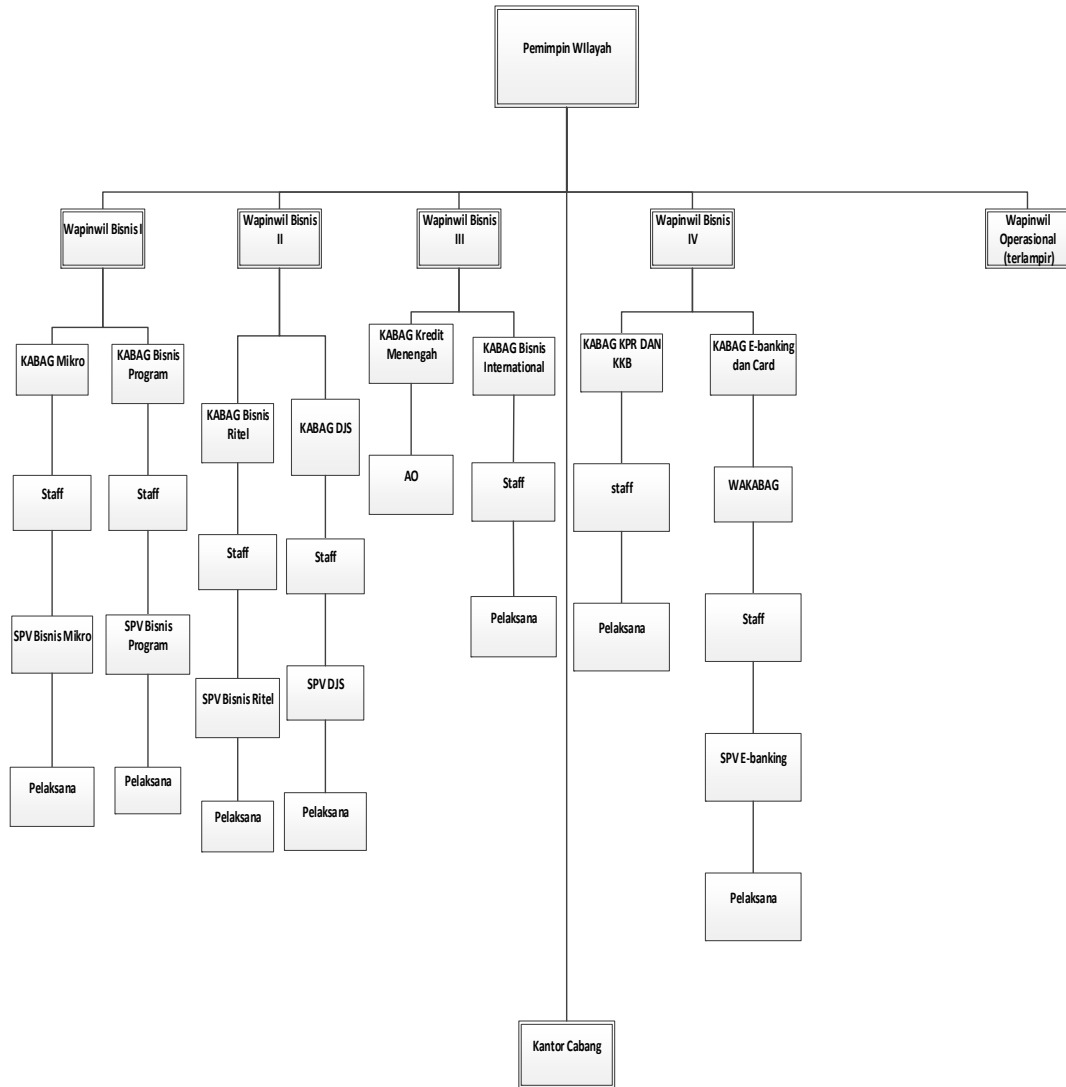 Pemimpin WIlayah
Wapinwil Bisnis I
Wapinwil Bisnis
II
Wapinwil Bisnis
III
Wapinwil Bisnis
IV
Wapinwil
Operasional
(terlampir)
KABAG Mikro
KABAG Bisnis
Program
KABAG Bisnis
Ritel
KABAG DJS
KABAG Kredit
Menengah
KABAG Bisnis
International
KABAG KPR DAN
KKB
KABAG E-banking
dan Card
Staff
Staff
Staff
Staff
AO
Staff
staff
WAKABAG
SPV Bisnis Mikro
SPV Bisnis
Program
SPV Bisnis Ritel
SPV DJS
Pelaksana
Pelaksana
Staff
SPV E-banking
Pelaksana
Pelaksana
Pelaksana
Pelaksana
Pelaksana
Kantor Cabang